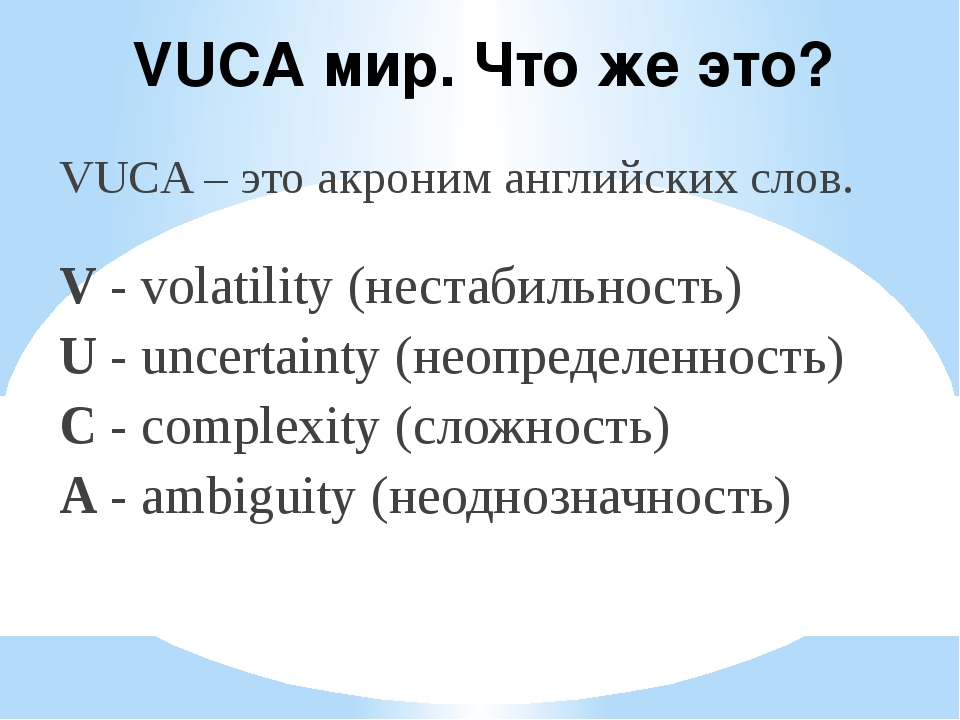 VUCA мир. Что же это?
VUCA – это акроним английских слов.
V - volatility (нестабильность)
U - uncertainty (неопределенность)
C - complexity (сложность)
A - ambiguity (неоднозначность)